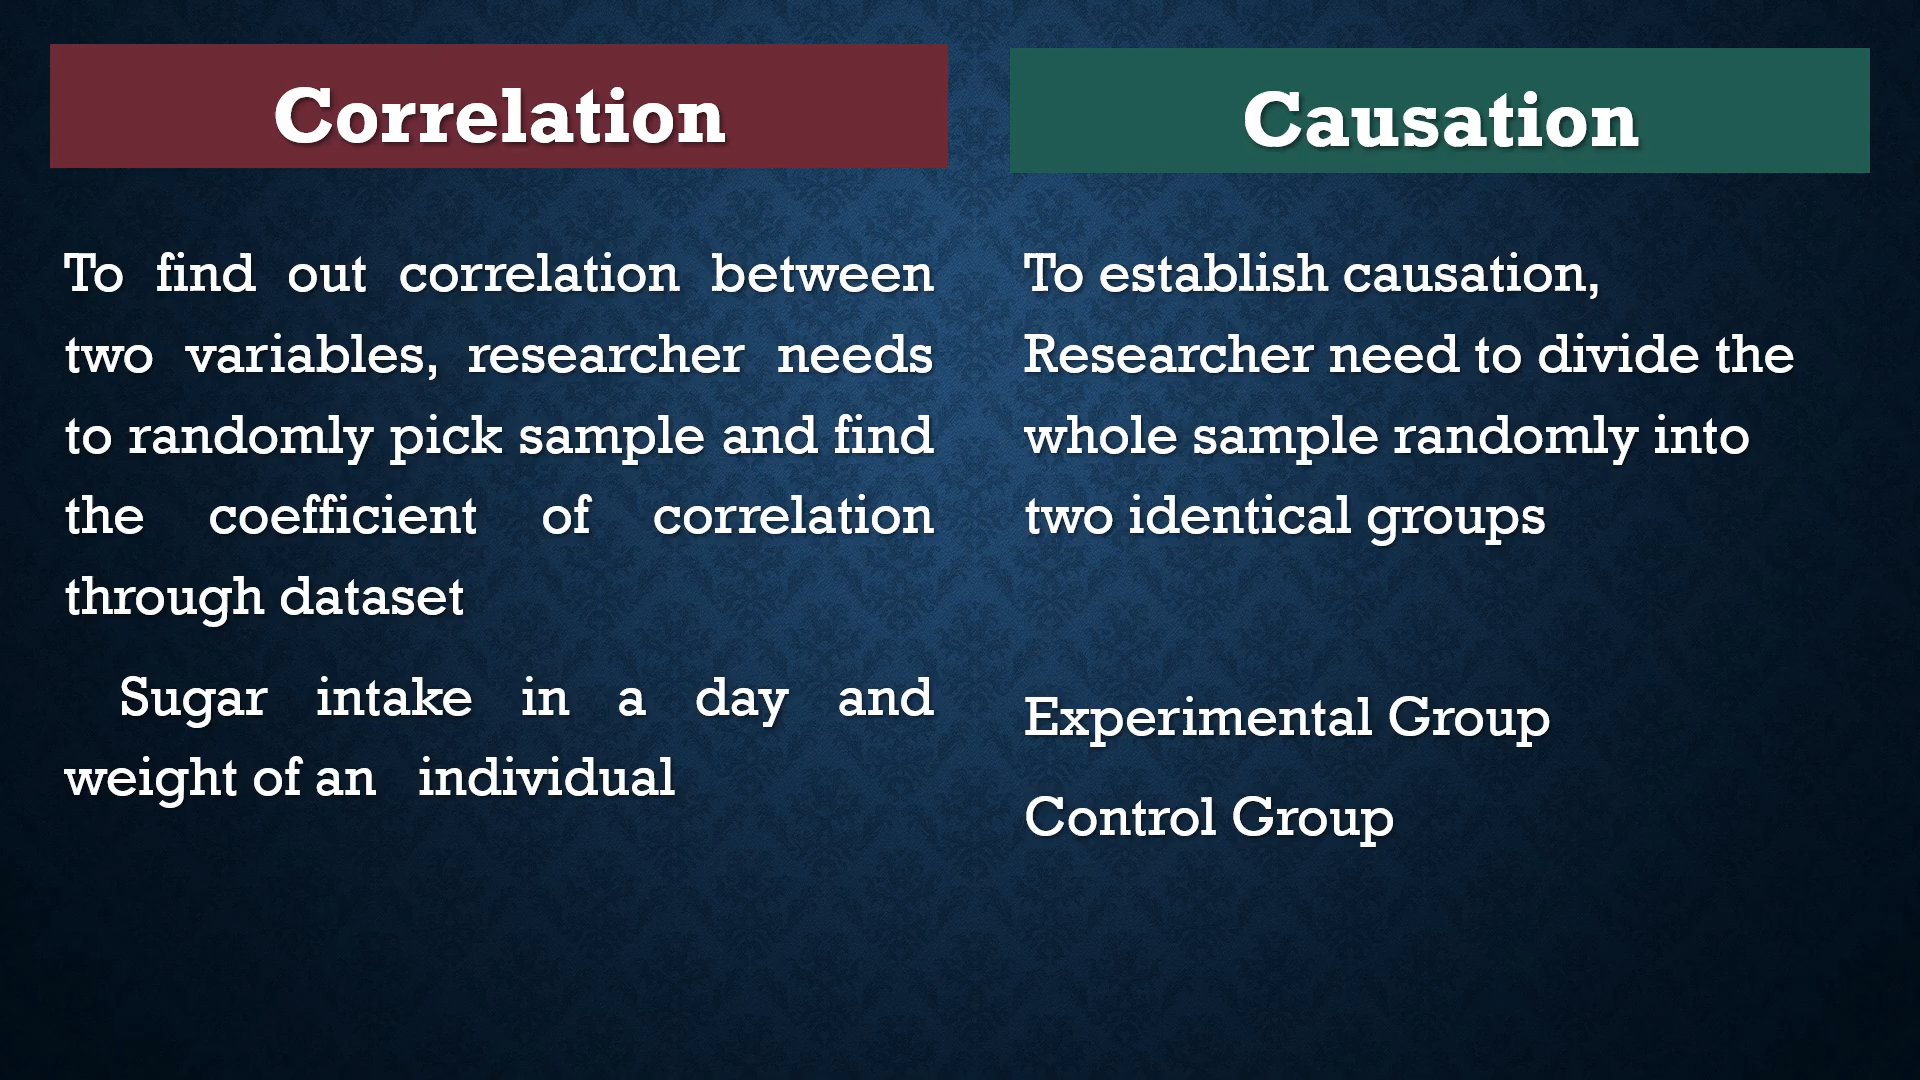 Correlation
To find out correlation between
two variables, researcher needs
to randomly pick sample and find
the coefficient of correlation
through dataset
Sugar intake in a day and
weight of an individual
Causation
To establish causation,
Researcher need to divide the
whole sample randomly into
two identical groups
Experimental Group
Control Group